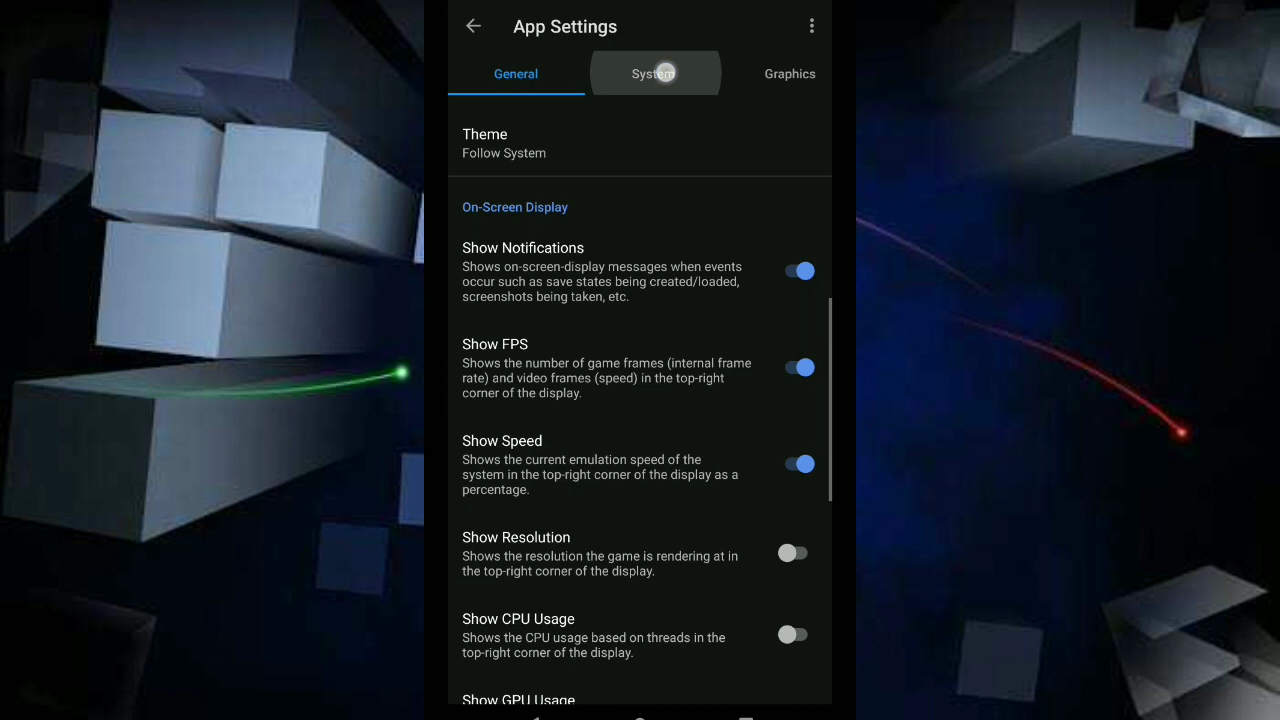 App Settings
General System Graphics
Theme
Follow System
On-Screen Display
Show Notifications
Shows on-screen-display messages when events
occur such as save states being created/loaded,
screenshots being taken, etc.
Show FPS
Shows the number of game frames (internal frame
rate) and video frames (speed) in the top-right
corner of the display.
Show Speed
Shows the current emulation speed of the
system in the top-right corner of the display as a
percentage.
Show Resolution
Shows the resolution the game is rendering at in
the top-right corner of the display.
Show CPU Usage
Shows the CPU usage based on threads in the
top-right corner of the display.
Show GPU Usage